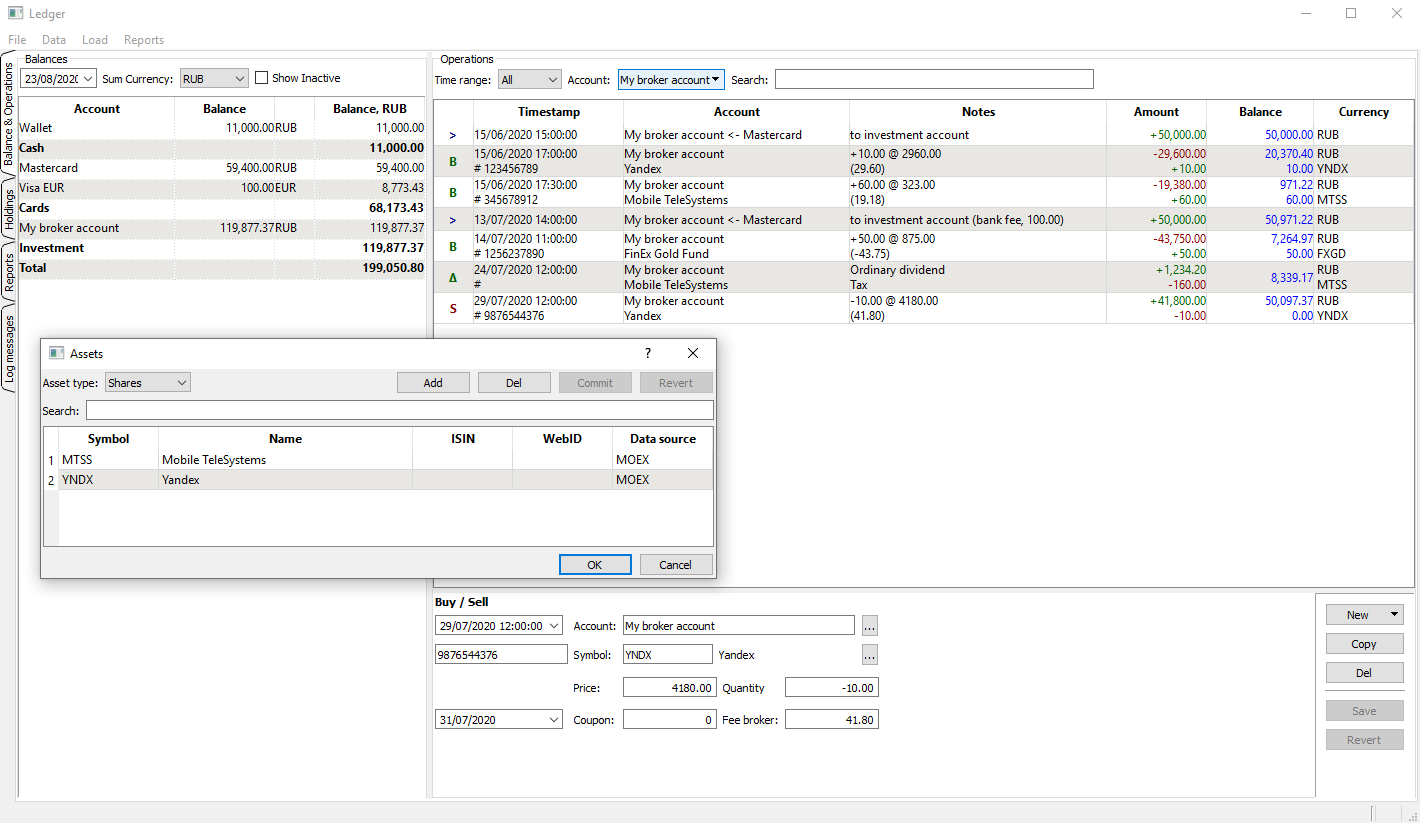 Ledger
File Data Load Reports
Balance & Operations
Holdings
Reports
Log messages
Balances
23/08/202 Sum Currency: RUB Show Inactive
Account Balance Balance, RUB
Wallet 11,000.00 RUB 11,000.00
Cash 11,000.00
Mastercard 59,400.00 RUB 59,400.00
Visa EUR 100.00 EUR 8,773.43
Cards 68,173.43
My broker account 119,877.37 RUB 119,877.37
Investment 119,877.37
Total 199,050.80
Operations
Time range: All Account: My broker account Search:
Timestamp Account Notes Amount Balance Currency
> 15/06/2020 15:00:00 My broker account <- Mastercard to investment account +50,000.00 50,000.00 RUB
B 15/06/2020 17:00:00 My broker account +10.00 @ 2960.00 -29,600.00 20,370.40 RUB
# 123456789 Yandex (29.60) +10.00 10.00 YNDX
B 15/06/2020 17:30:00 My broker account +60.00 @ 323.00 -19,380.00 971.22 RUB
# 345678912 Mobile TeleSystems (19.18) +60.00 60.00 MTSS
> 13/07/2020 14:00:00 My broker account <- Mastercard to investment account (bank fee, 100.00) +50,000.00 50,971.22 RUB
B 14/07/2020 11:00:00 My broker account +50.00 @ 875.00 -43,750.00 7,264.97 RUB
# 1256237890 FinEx Gold Fund (-43.75) +50.00 50.00 FXGD
Δ 24/07/2020 12:00:00 My broker account Ordinary dividend +1,234.20 8,339.17 RUB
# Mobile TeleSystems Tax -160.00 MTSS
S 29/07/2020 12:00:00 My broker account -10.00 @ 4180.00 +41,800.00 50,097.37 RUB
# 9876544376 Yandex (41.80) -10.00 0.00 YNDX
Assets ?
Asset type: Shares Add Del Commit Revert
Search:
Symbol Name ISIN WebID Data source
1 MTSS Mobile TeleSystems MOEX
2 YNDX Yandex MOEX
OK Cancel
Buy / Sell
29/07/2020 12:00:00 Account: My broker account ...
9876544376 Symbol: YNDX Yandex ...
Price: 4180.00 Quantity -10.00
31/07/2020 Coupon: 0 Fee broker: 41.80
New
Copy
Del
Save
Revert